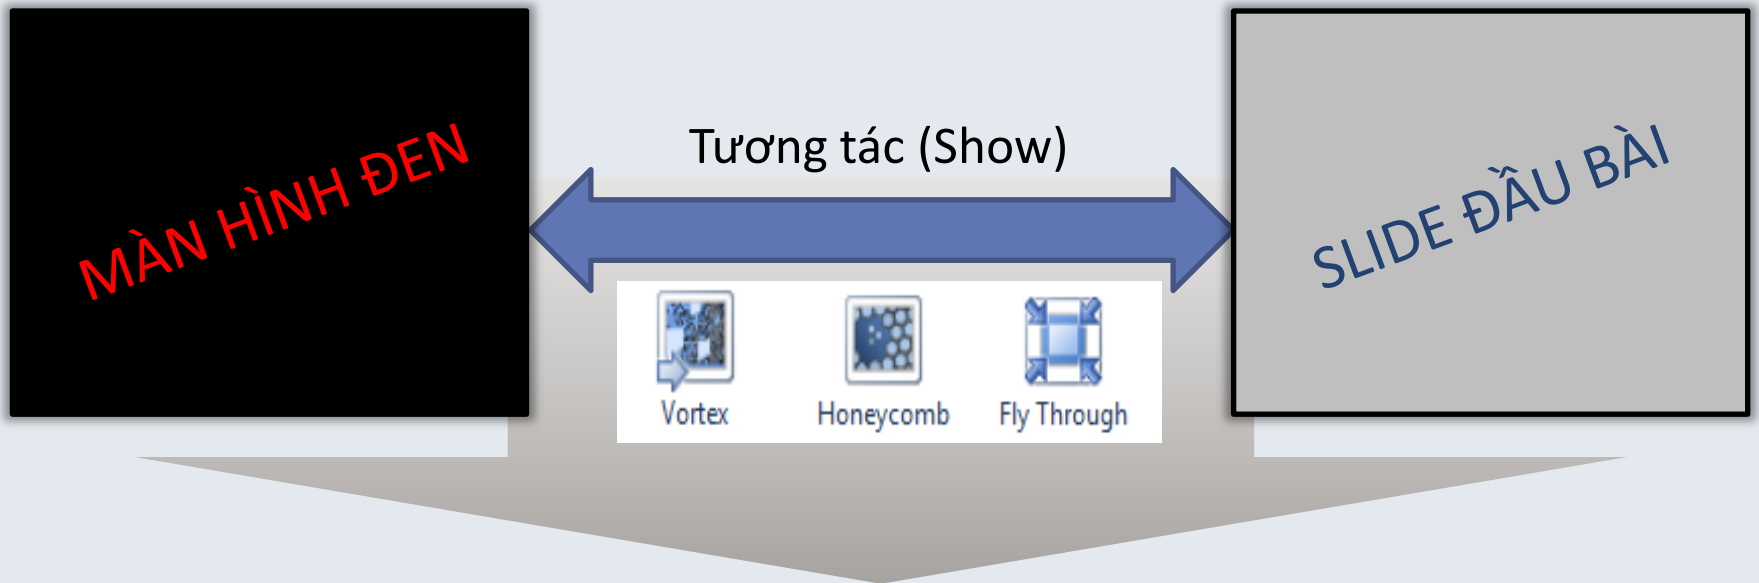 MÀN HÌNH ĐEN
Tương tác (Show)
SLIDE ĐẦU BÀI
Vortex
Honeycomb
Fly Through